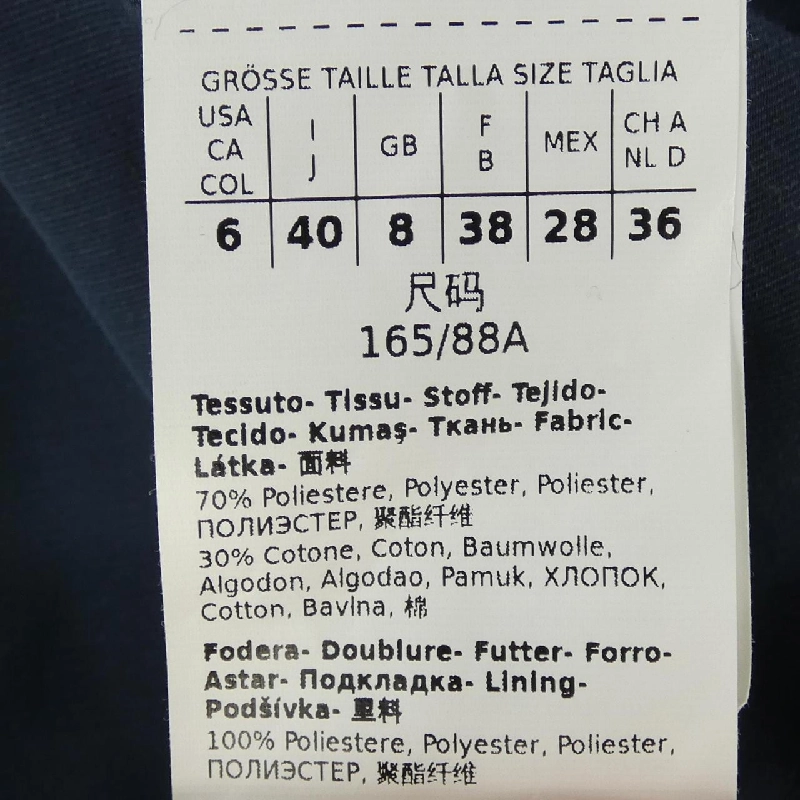 GRÖSSE TAILLE TALLA SIZE TAGLIA
USA CA COL | I J | GB | F B | MEX | CH A NL D
6 | 40 | 8 | 38 | 28 | 36
尺码
165/88A
Tessuto- Tissu- Stoff- Tejido-
Tecido- Kumaş- Ткань- Fabric-
Látka- 面料
70% Poliestere, Polyester, Poliester,
ПОЛИЭСТЕР, 聚酯纤维
30% Cotone, Coton, Baumwolle,
Algodon, Algodao, Pamuk, ХЛОПОК,
Cotton, Bavlna, 棉
Fodera- Doublure- Futter- Forro-
Astar- Подкладка- Lining-
Podšívka- 里料
100% Poliestere, Polyester, Poliester,
ПОЛИЭСТЕР, 聚酯纤维